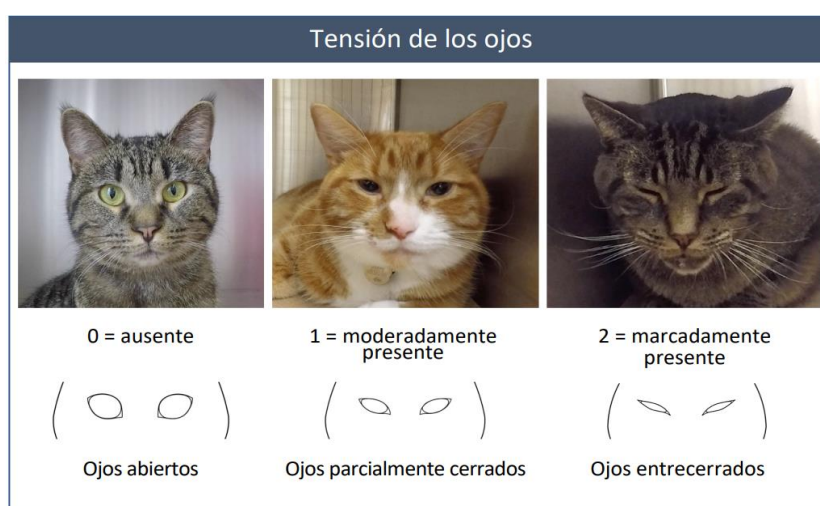 Tensión de los ojos
0 = ausente
1 = moderadamente
presente
2 = marcadamente
presente
Ojos abiertos
Ojos parcialmente cerrados
Ojos entrecerrados